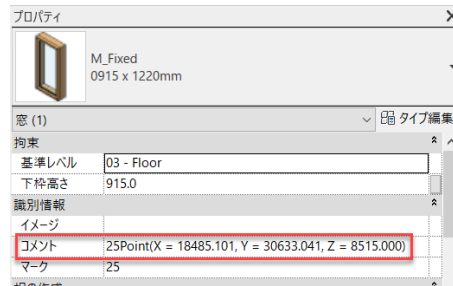 プロパティ
M_Fixed
0915 x 1220mm
窓 (1) タイプ編集
拘束
基準レベル 03 - Floor
下枠高さ 915.0
識別情報
イメージ
コメント 25Point(X = 18485.101, Y = 30633.041, Z = 8515.000)
マーク 25